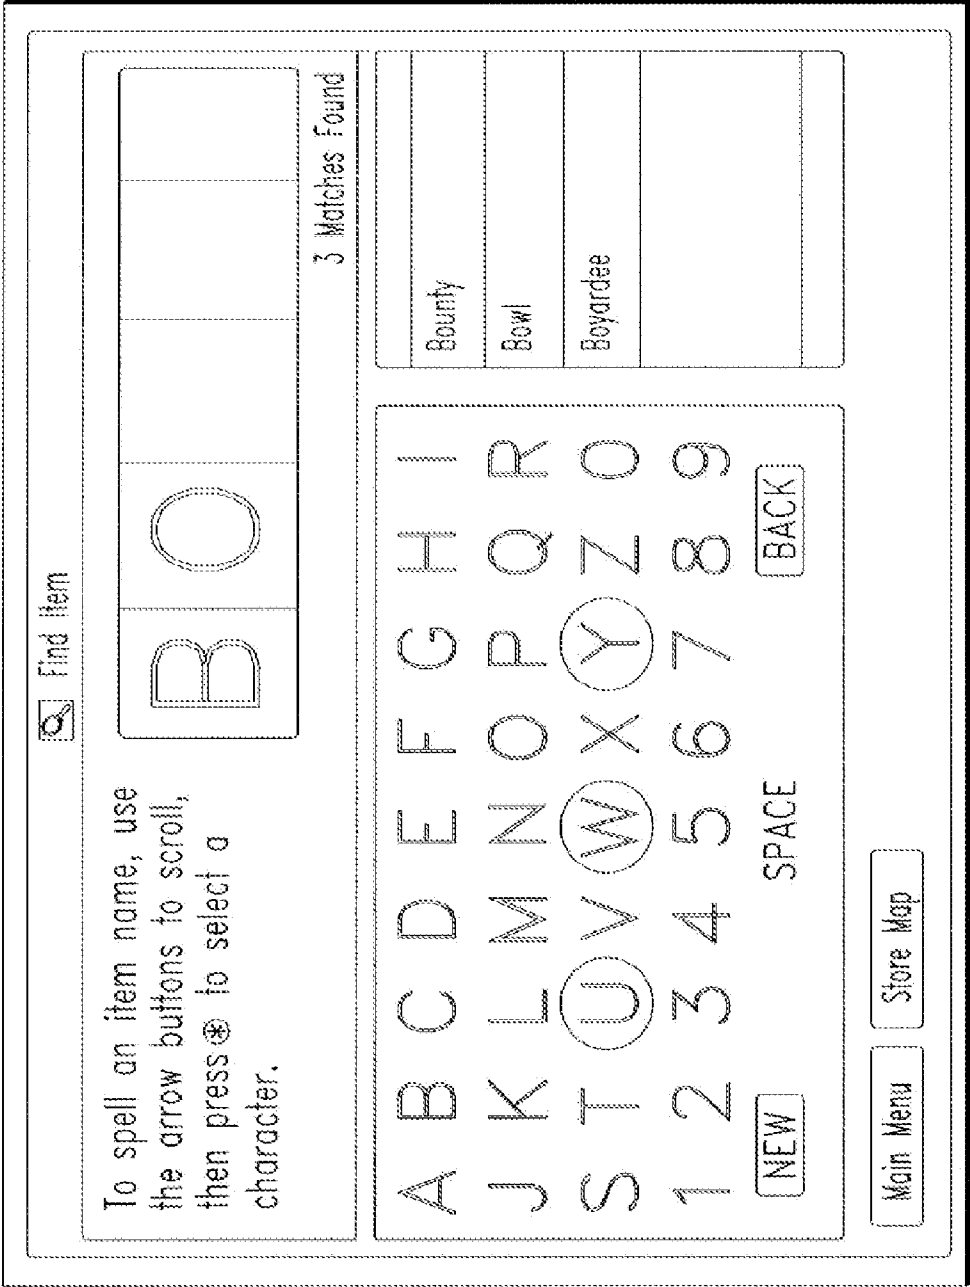 Find Item
To spell an item name, use
the arrow buttons to scroll,
then press ⊛ to select a
character.
B O
3 Matches Found
A B C D E F G H I
J K L M N O P Q R
S T U V W X Y Z 0
1 2 3 4 5 6 7 8 9
NEW SPACE BACK
Bounty
Bowl
Boyardee
Main Menu Store Map